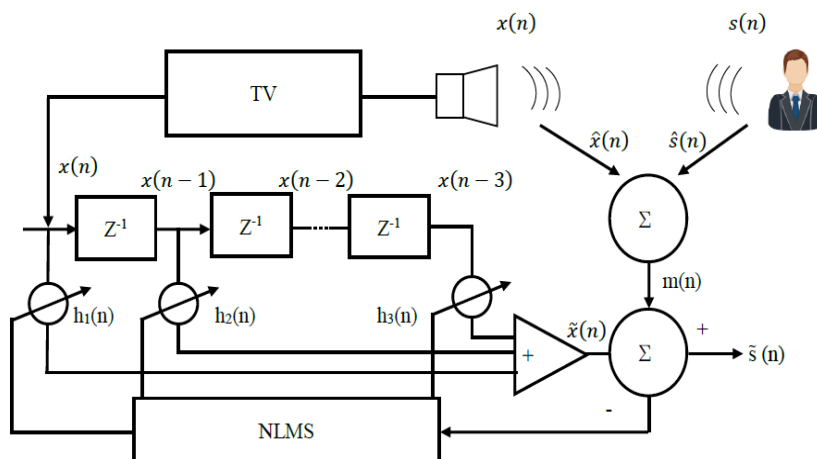 x(n)
s(n)
TV
x̂(n)
ŝ(n)
x(n)
x(n − 1)
x(n − 2)
x(n − 3)
Z⁻¹
Z⁻¹
Z⁻¹
Σ
m(n)
h₁(n)
h₂(n)
h₃(n)
x̃(n)
+
+
Σ
s̃ (n)
-
NLMS